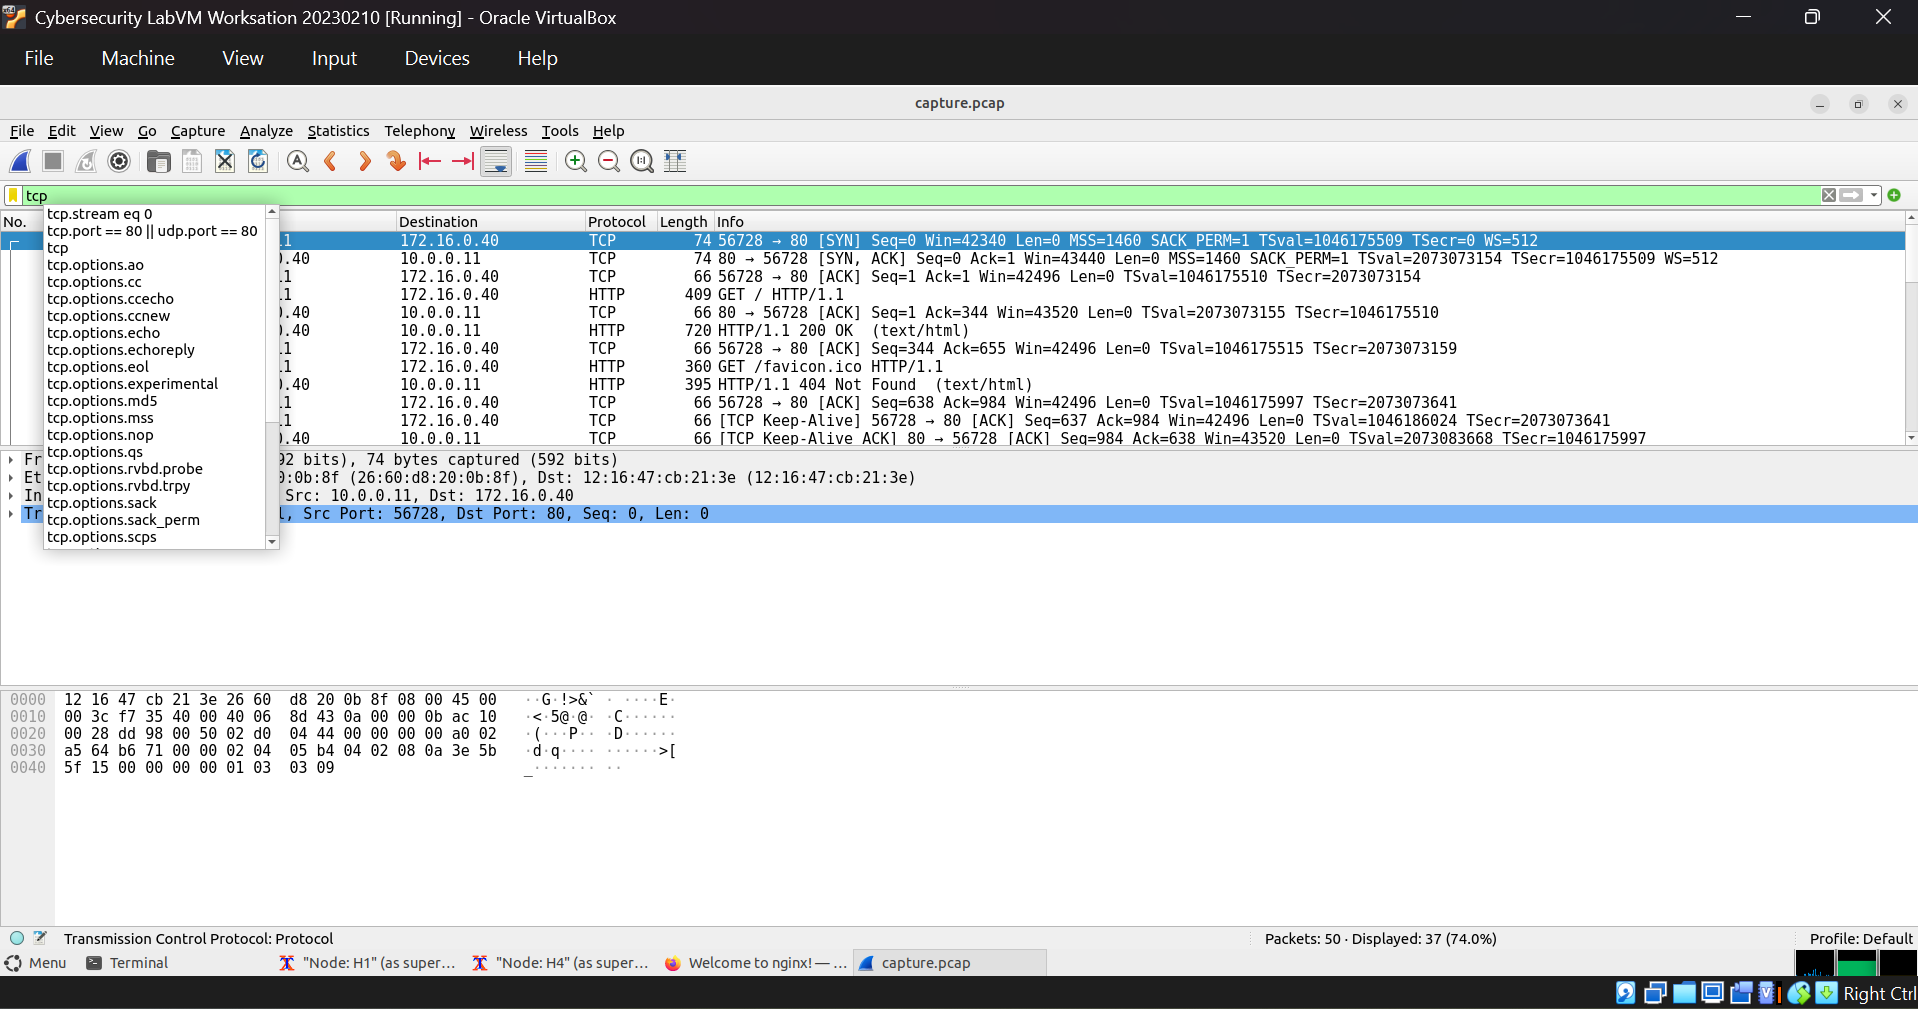 Cybersecurity LabVM Worksation 20230210 [Running] - Oracle VirtualBox
File Machine View Input Devices Help
capture.pcap
File Edit View Go Capture Analyze Statistics Telephony Wireless Tools Help
tcp
No. Destination Protocol Length Info
.1 172.16.0.40 TCP 74 56728 → 80 [SYN] Seq=0 Win=42340 Len=0 MSS=1460 SACK_PERM=1 TSval=1046175509 TSecr=0 WS=512
).40 10.0.0.11 TCP 74 80 → 56728 [SYN, ACK] Seq=0 Ack=1 Win=43440 Len=0 MSS=1460 SACK_PERM=1 TSval=2073073154 TSecr=1046175509 WS=512
.1 172.16.0.40 TCP 66 56728 → 80 [ACK] Seq=1 Ack=1 Win=42496 Len=0 TSval=1046175510 TSecr=2073073154
.1 172.16.0.40 HTTP 409 GET / HTTP/1.1
).40 10.0.0.11 TCP 66 80 → 56728 [ACK] Seq=1 Ack=344 Win=43520 Len=0 TSval=2073073155 TSecr=1046175510
).40 10.0.0.11 HTTP 720 HTTP/1.1 200 OK (text/html)
.1 172.16.0.40 TCP 66 56728 → 80 [ACK] Seq=344 Ack=655 Win=42496 Len=0 TSval=1046175515 TSecr=2073073159
.1 172.16.0.40 HTTP 360 GET /favicon.ico HTTP/1.1
).40 10.0.0.11 HTTP 395 HTTP/1.1 404 Not Found (text/html)
.1 172.16.0.40 TCP 66 56728 → 80 [ACK] Seq=638 Ack=984 Win=42496 Len=0 TSval=1046175997 TSecr=2073073641
.1 172.16.0.40 TCP 66 [TCP Keep-Alive] 56728 → 80 [ACK] Seq=637 Ack=984 Win=42496 Len=0 TSval=1046186024 TSecr=2073073641
).40 10.0.0.11 TCP 66 [TCP Keep-Alive ACK] 80 → 56728 [ACK] Seq=984 Ack=638 Win=43520 Len=0 TSval=2073083668 TSecr=1046175997
tcp.stream eq 0
tcp.port == 80 || udp.port == 80
tcp
tcp.options.ao
tcp.options.cc
tcp.options.ccecho
tcp.options.ccnew
tcp.options.echo
tcp.options.echoreply
tcp.options.eol
tcp.options.experimental
tcp.options.md5
tcp.options.mss
tcp.options.nop
tcp.options.qs
tcp.options.rvbd.probe
tcp.options.rvbd.trpy
tcp.options.sack
tcp.options.sack_perm
tcp.options.scps
Fr 92 bits), 74 bytes captured (592 bits)
Et ):0b:8f (26:60:d8:20:0b:8f), Dst: 12:16:47:cb:21:3e (12:16:47:cb:21:3e)
In Src: 10.0.0.11, Dst: 172.16.0.40
Tr l, Src Port: 56728, Dst Port: 80, Seq: 0, Len: 0
0000 12 16 47 cb 21 3e 26 60 d8 20 0b 8f 08 00 45 00 ··G·!>&` · ····E·
0010 00 3c f7 35 40 00 40 06 8d 43 0a 00 00 0b ac 10 ·<·5@·@· ·C······
0020 00 28 dd 98 00 50 02 d0 04 44 00 00 00 00 a0 02 ·(···P·· ·D······
0030 a5 64 b6 71 00 00 02 04 05 b4 04 02 08 0a 3e 5b ·d·q···· ······>[
0040 5f 15 00 00 00 00 01 03 03 09 _······· ··
Transmission Control Protocol: Protocol Packets: 50 · Displayed: 37 (74.0%) Profile: Default
Menu Terminal "Node: H1" (as super... "Node: H4" (as super... Welcome to nginx! — ... capture.pcap
Right Ctrl